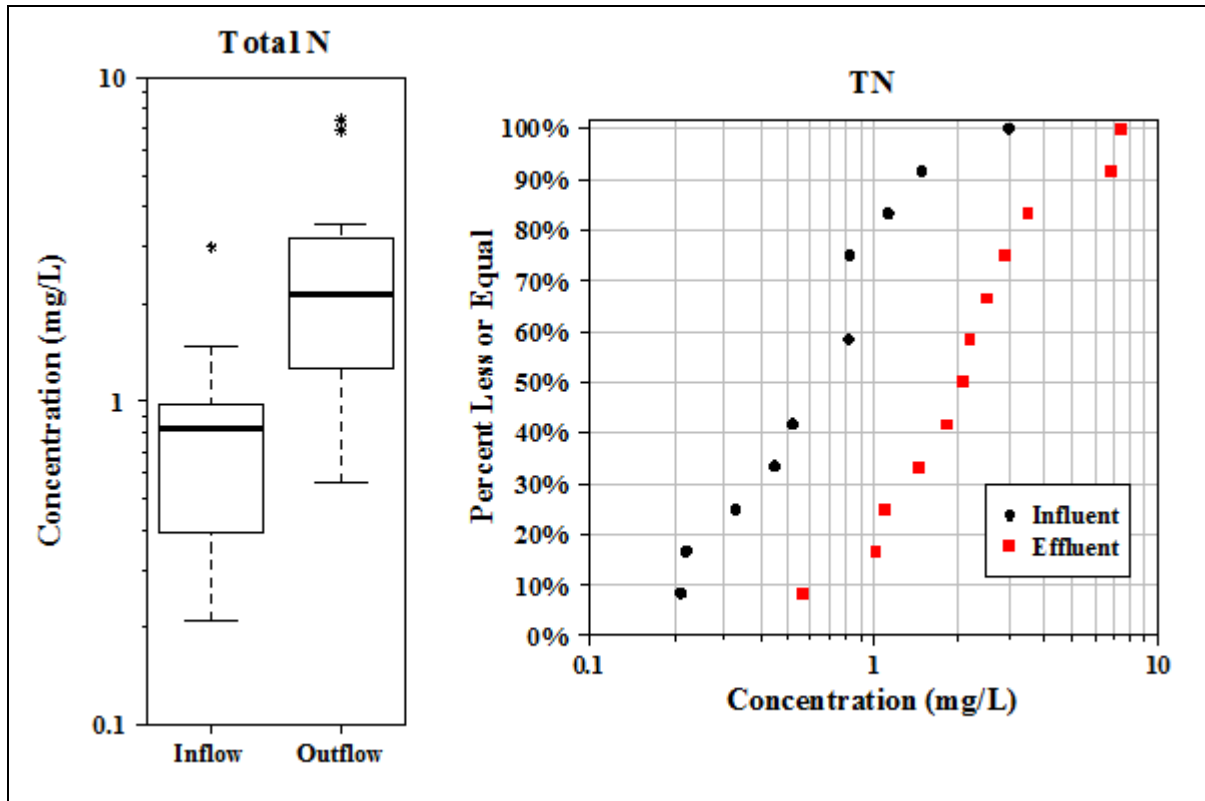 Total N
Concentration (mg/L)
10
1
0.1
Inflow
Outflow
TN
Percent Less or Equal
100%
90%
80%
70%
60%
50%
40%
30%
20%
10%
0%
0.1
1
10
Concentration (mg/L)
Influent
Effluent